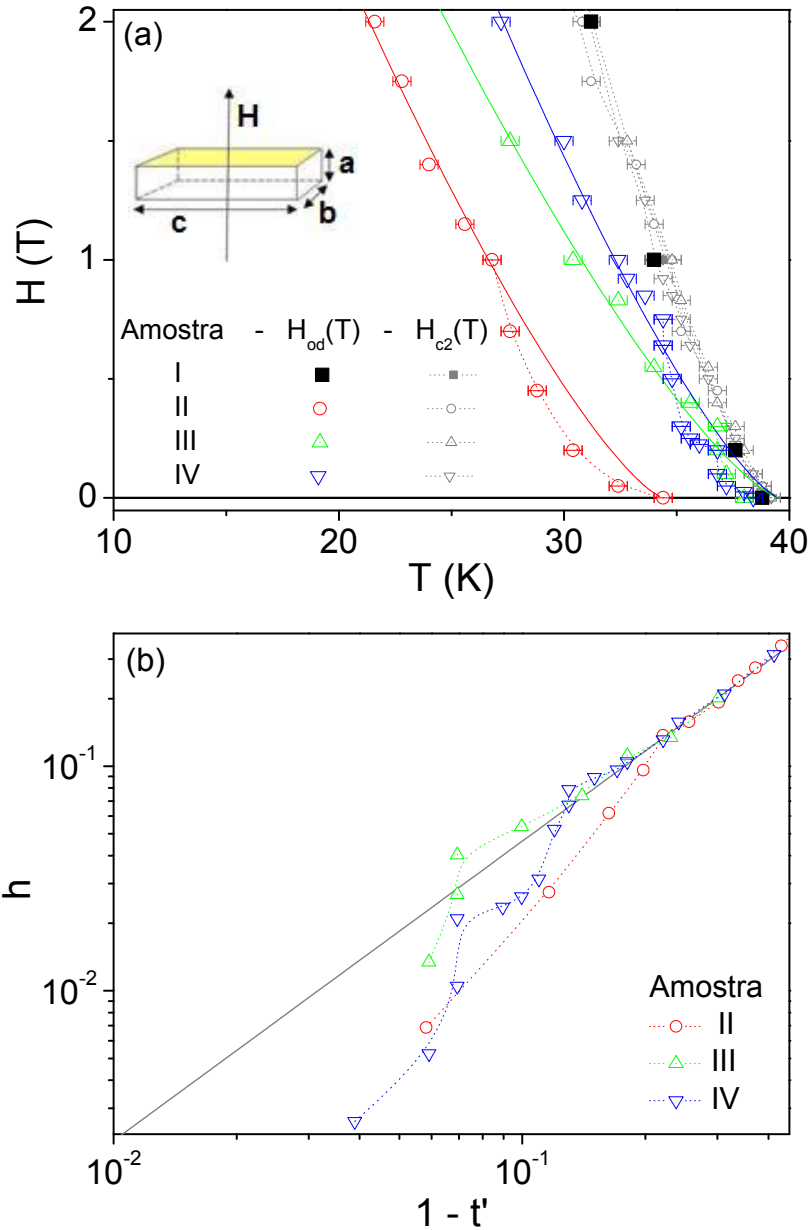 (a)
2
1
0
H (T)
H
a
b
c
Amostra - H_od(T) - H_c2(T)
I
II
III
IV
10 20 30 40
T (K)
(b)
10^-1
10^-2
h
Amostra
II
III
IV
10^-2 10^-1
1 - t'